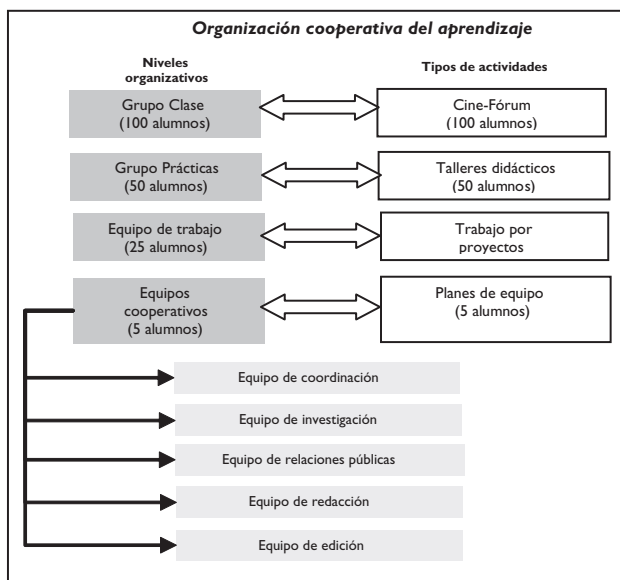 Organización cooperativa del aprendizaje
Niveles
organizativos
Tipos de actividades
Grupo Clase
(100 alumnos)
Cine-Fórum
(100 alumnos)
Grupo Prácticas
(50 alumnos)
Talleres didácticos
(50 alumnos)
Equipo de trabajo
(25 alumnos)
Trabajo por
proyectos
Equipos
cooperativos
(5 alumnos)
Planes de equipo
(5 alumnos)
Equipo de coordinación
Equipo de investigación
Equipo de relaciones públicas
Equipo de redacción
Equipo de edición